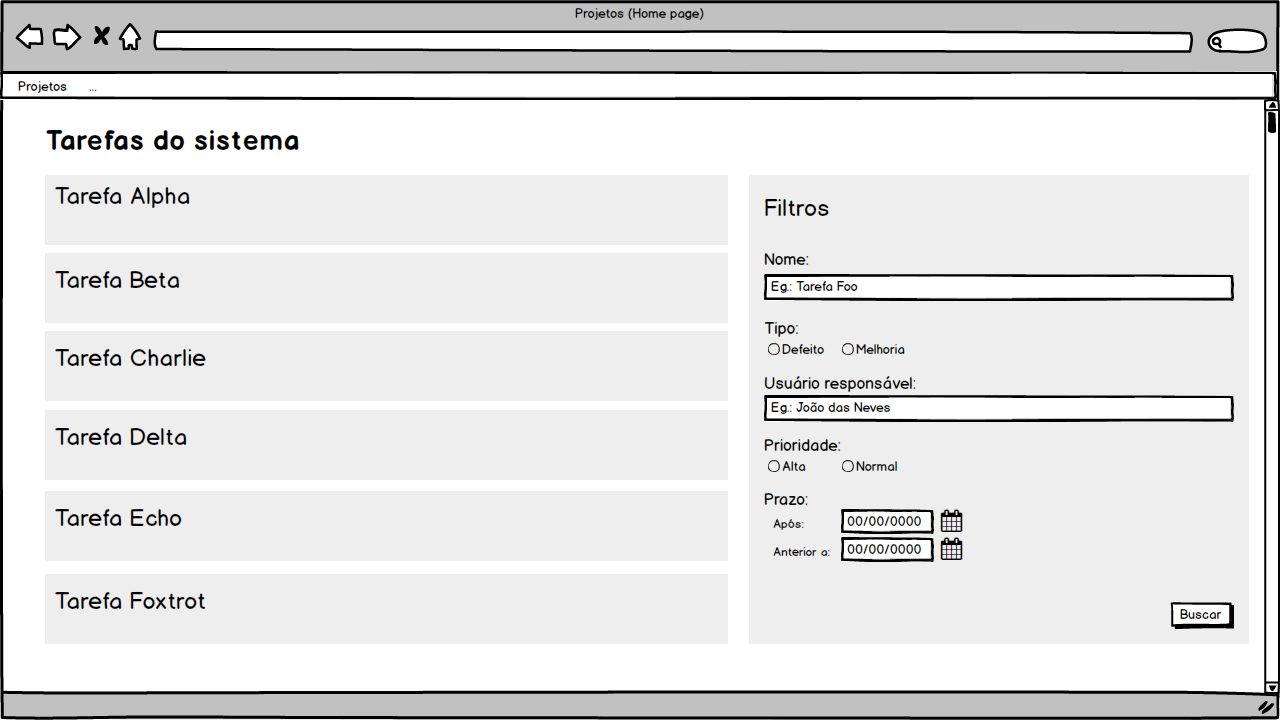 Projetos (Home page)
Projetos ...
Tarefas do sistema
Tarefa Alpha
Tarefa Beta
Tarefa Charlie
Tarefa Delta
Tarefa Echo
Tarefa Foxtrot
Filtros
Nome:
Eg.: Tarefa Foo
Tipo:
Defeito Melhoria
Usuário responsável:
Eg.: João das Neves
Prioridade:
Alta Normal
Prazo:
Após: 00/00/0000
Anterior a: 00/00/0000
Buscar